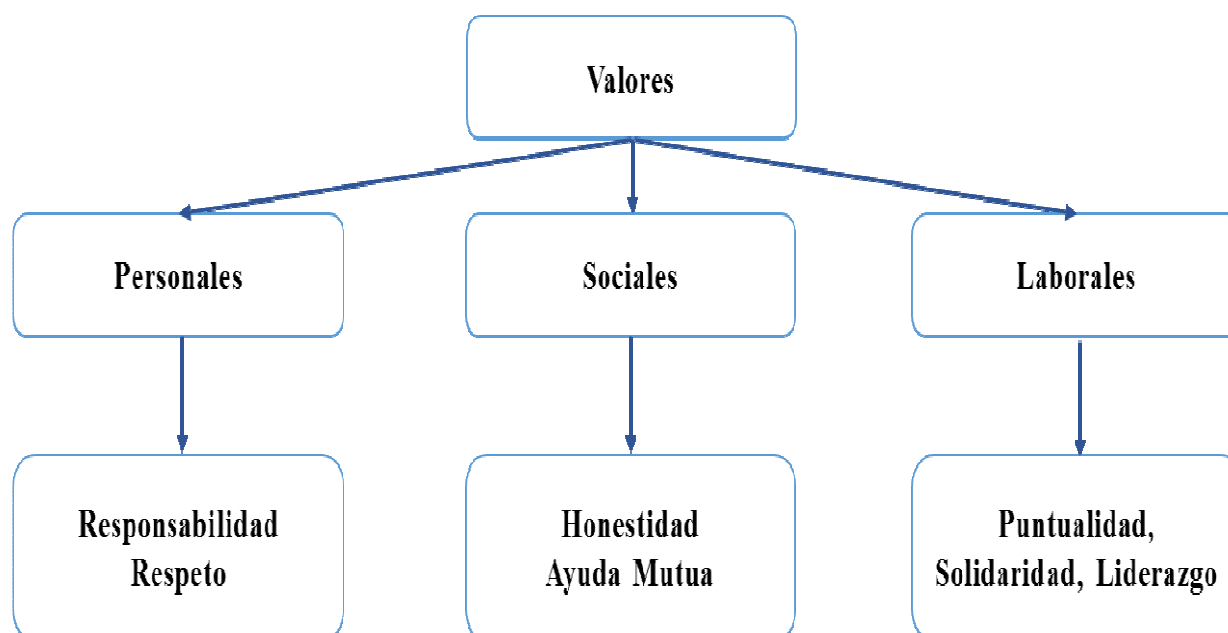 Valores
Personales
Sociales
Laborales
Responsabilidad
Respeto
Honestidad
Ayuda Mutua
Puntualidad,
Solidaridad, Liderazgo